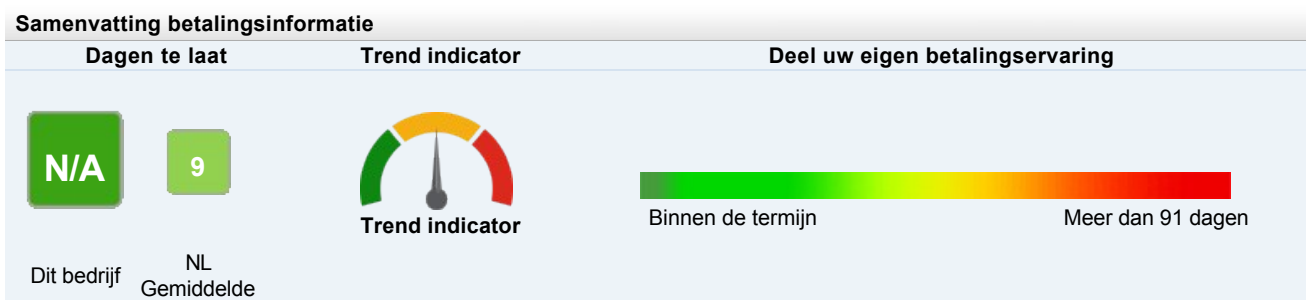 Samenvatting betalingsinformatie
Dagen te laat Trend indicator Deel uw eigen betalingservaring
N/A 9
Trend indicator
Binnen de termijn Meer dan 91 dagen
Dit bedrijf
NL
Gemiddelde